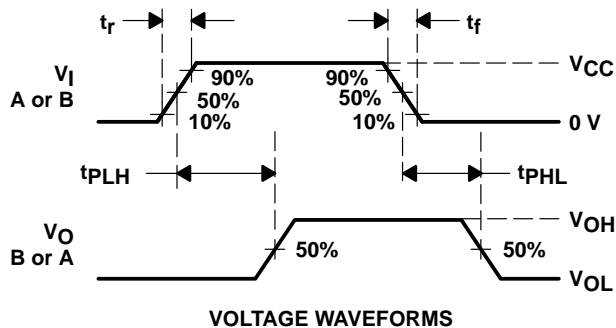 tr
tf
VI
A or B
90%
50%
10%
90%
50%
10%
VCC
0 V
tPLH
tPHL
VO
B or A
50%
50%
VOH
VOL
VOLTAGE WAVEFORMS